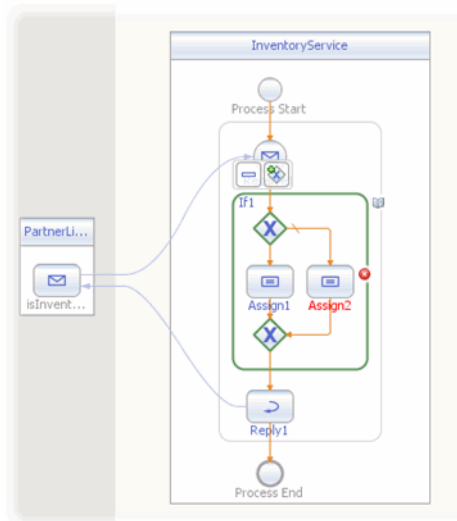 InventoryService
Process Start
If1
PartnerLi...
isInvent...
Assign1
Assign2
Reply1
Process End